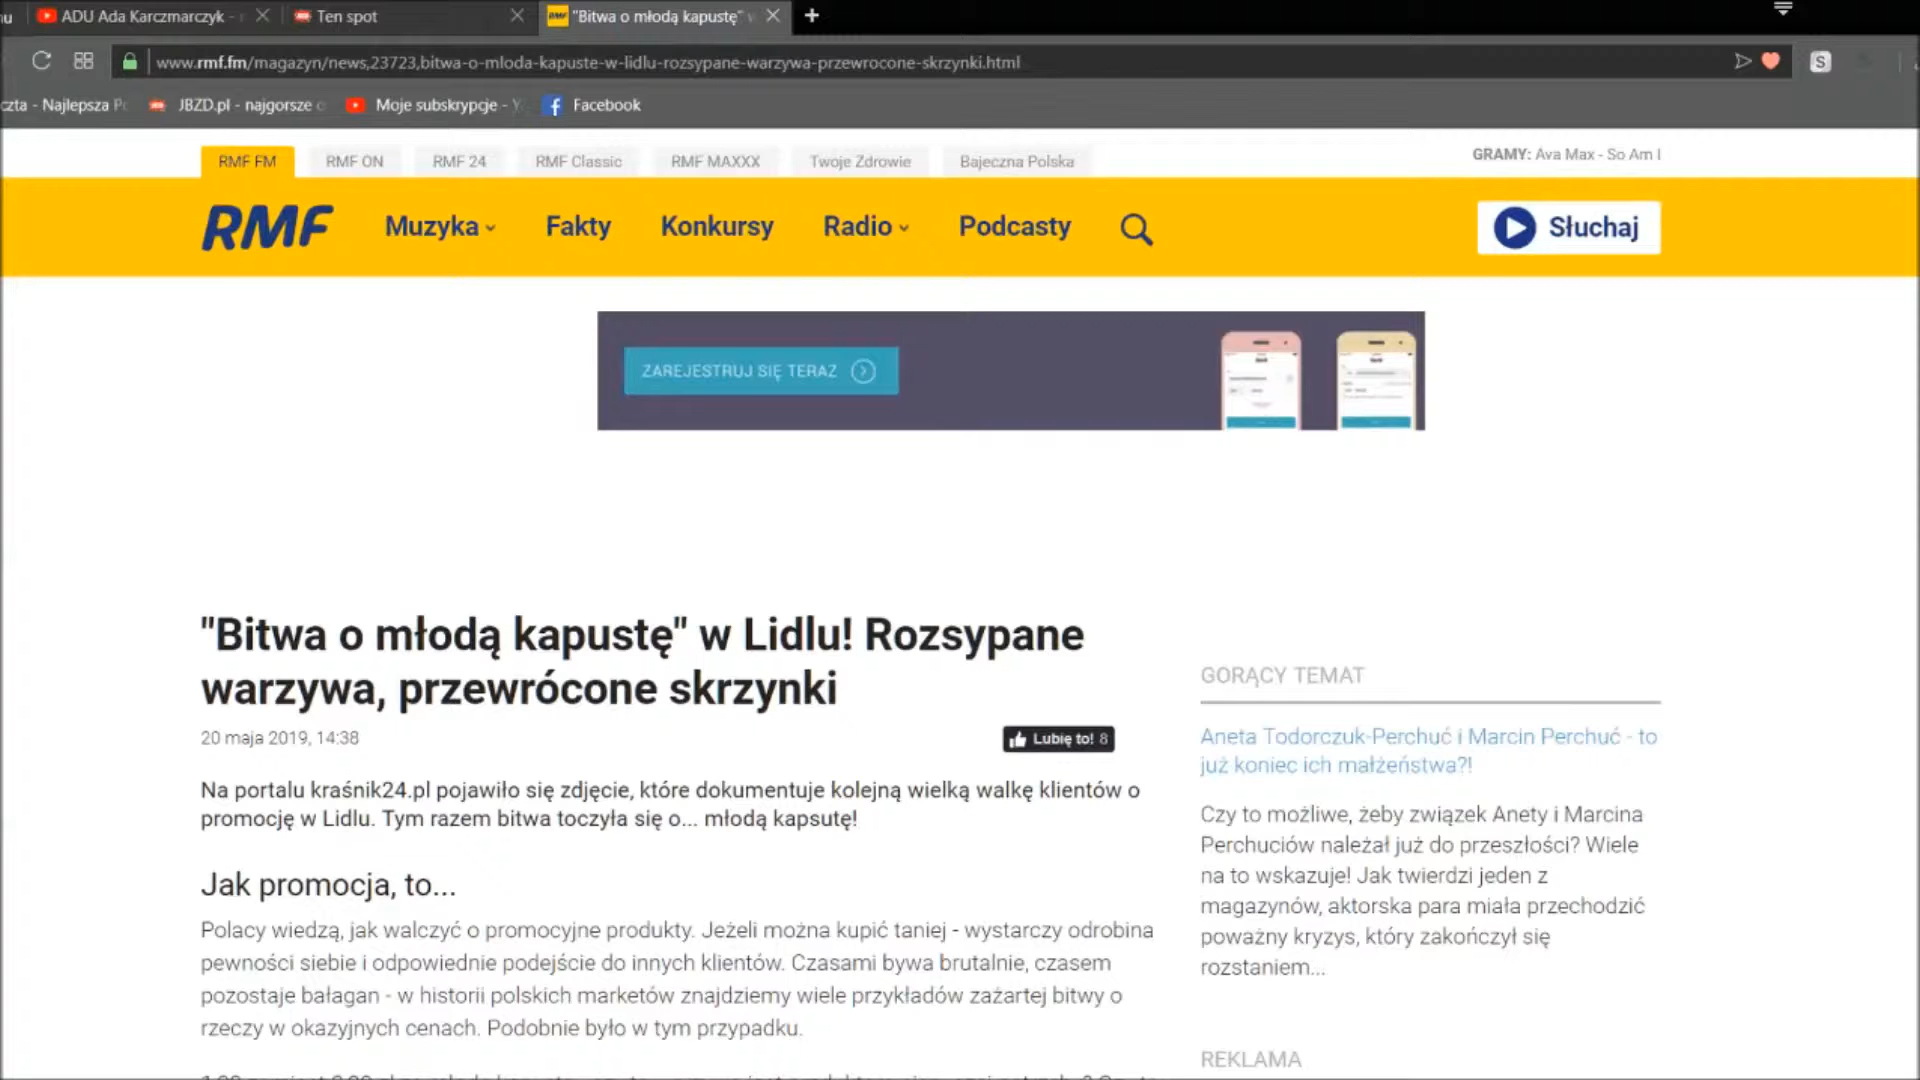 ADU Ada Karczmarczyk -
Ten spot
"Bitwa o młodą kapustę"
www.rmf.fm/magazyn/news,23723,bitwa-o-mloda-kapuste-w-lidlu-rozsypane-warzywa-przewrocone-skrzynki.html
czta - Najlepsza
JBZD.pl - najgorsze
Moje subskrypcje -
Facebook
RMF FM
RMF ON
RMF 24
RMF Classic
RMF MAXXX
Twoje Zdrowie
Bajeczna Polska
GRAMY: Ava Max - So Am I
RMF
Muzyka
Fakty
Konkursy
Radio
Podcasty
Słuchaj
ZAREJESTRUJ SIĘ TERAZ
"Bitwa o młodą kapustę" w Lidlu! Rozsypane
warzywa, przewrócone skrzynki
20 maja 2019, 14:38
Lubię to! 8
Na portalu kraśnik24.pl pojawiło się zdjęcie, które dokumentuje kolejną wielką walkę klientów o
promocję w Lidlu. Tym razem bitwa toczyła się o... młodą kapsutę!
Jak promocja, to...
Polacy wiedzą, jak walczyć o promocyjne produkty. Jeżeli można kupić taniej - wystarczy odrobina
pewności siebie i odpowiednie podejście do innych klientów. Czasami bywa brutalnie, czasem
pozostaje bałagan - w historii polskich marketów znajdziemy wiele przykładów zażartej bitwy o
rzeczy w okazyjnych cenach. Podobnie było w tym przypadku.
GORĄCY TEMAT
Aneta Todorczuk-Perchuć i Marcin Perchuć - to
już koniec ich małżeństwa?!
Czy to możliwe, żeby związek Anety i Marcina
Perchuciów należał już do przeszłości? Wiele
na to wskazuje! Jak twierdzi jeden z
magazynów, aktorska para miała przechodzić
poważny kryzys, który zakończył się
rozstaniem...
REKLAMA